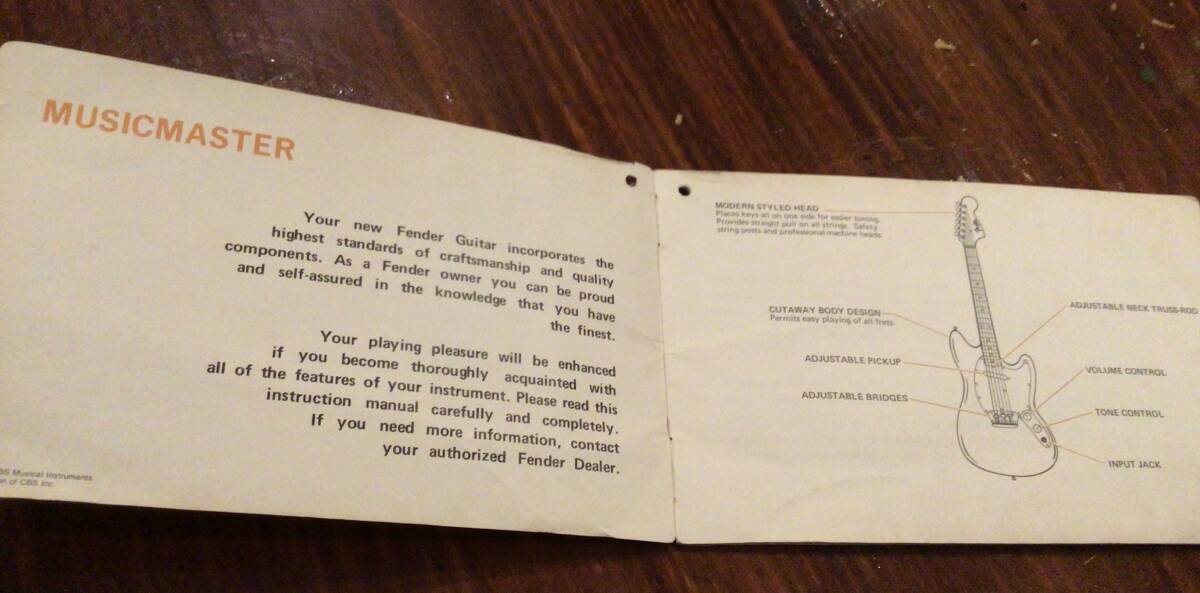 MUSICMASTER
Your new Fender Guitar incorporates the
highest standards of craftsmanship and quality
components. As a Fender owner you can be proud
and self-assured in the knowledge that you have
the finest.
Your playing pleasure will be enhanced
if you become thoroughly acquainted with
all of the features of your instrument. Please read this
instruction manual carefully and completely.
If you need more information, contact
your authorized Fender Dealer.
Musical Instruments
of CBS Inc.
MODERN STYLED HEAD
Places keys all on one side for easier tuning.
Provides straight pull on all strings. Safety
string posts and professional machine heads.
CUTAWAY BODY DESIGN
Permits easy playing of all frets.
ADJUSTABLE PICKUP
ADJUSTABLE BRIDGES
ADJUSTABLE NECK TRUSS-ROD
VOLUME CONTROL
TONE CONTROL
INPUT JACK